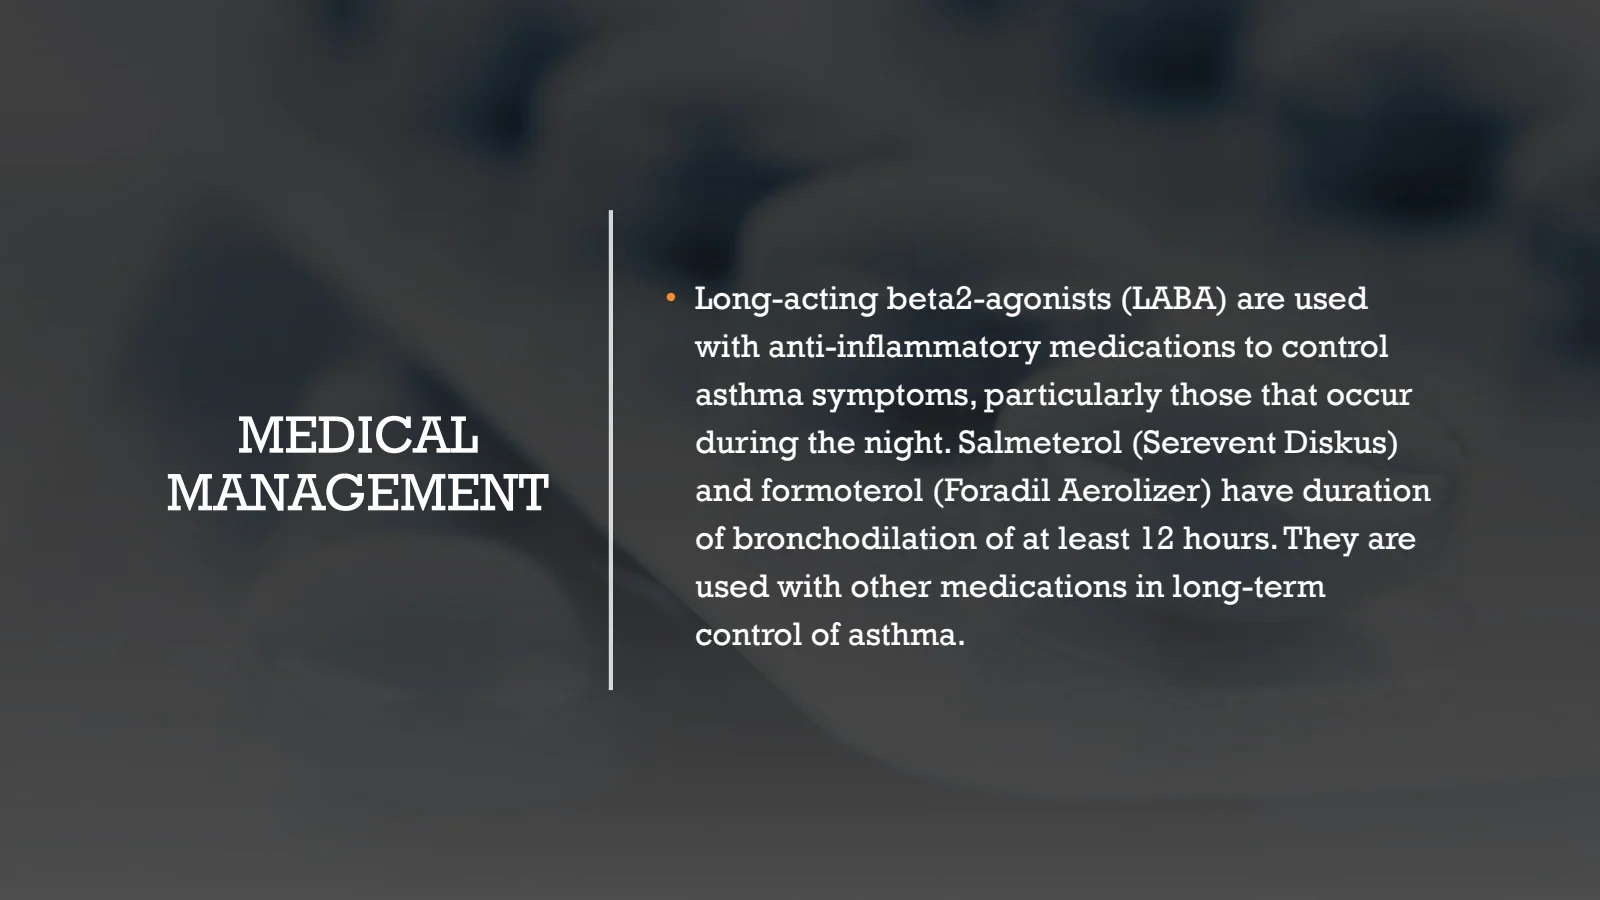 MEDICAL
MANAGEMENT
• Long-acting beta2-agonists (LABA) are used
with anti-inflammatory medications to control
asthma symptoms, particularly those that occur
during the night. Salmeterol (Serevent Diskus)
and formoterol (Foradil Aerolizer) have duration
of bronchodilation of at least 12 hours. They are
used with other medications in long-term
control of asthma.